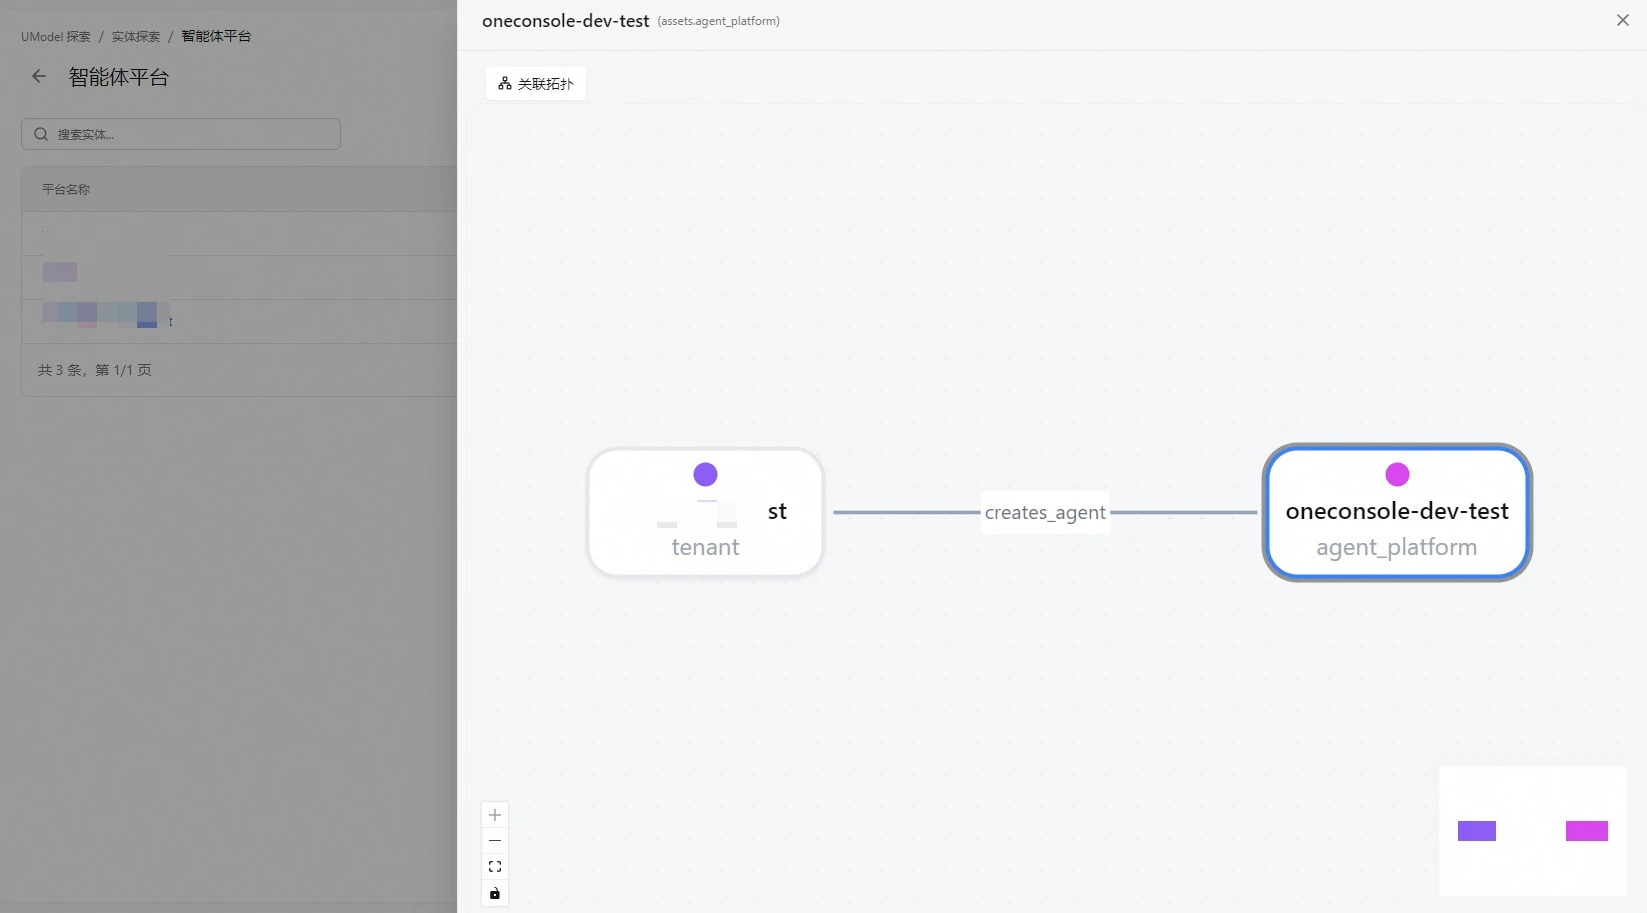 UModel 探索 / 实体探索 / 智能体平台
智能体平台
搜索实体...
平台名称
共 3 条，第 1/1 页
oneconsole-dev-test (assets.agent_platform)
关联拓扑
st
tenant
creates_agent
oneconsole-dev-test
agent_platform